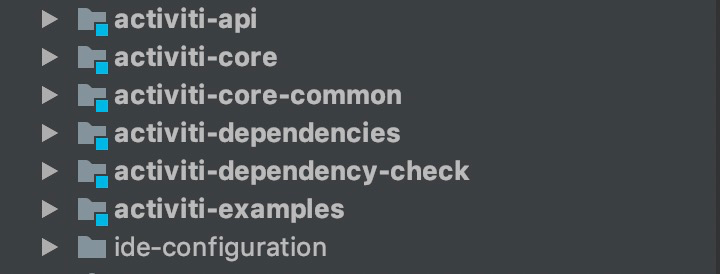 activiti-api
activiti-core
activiti-core-common
activiti-dependencies
activiti-dependency-check
activiti-examples
ide-configuration